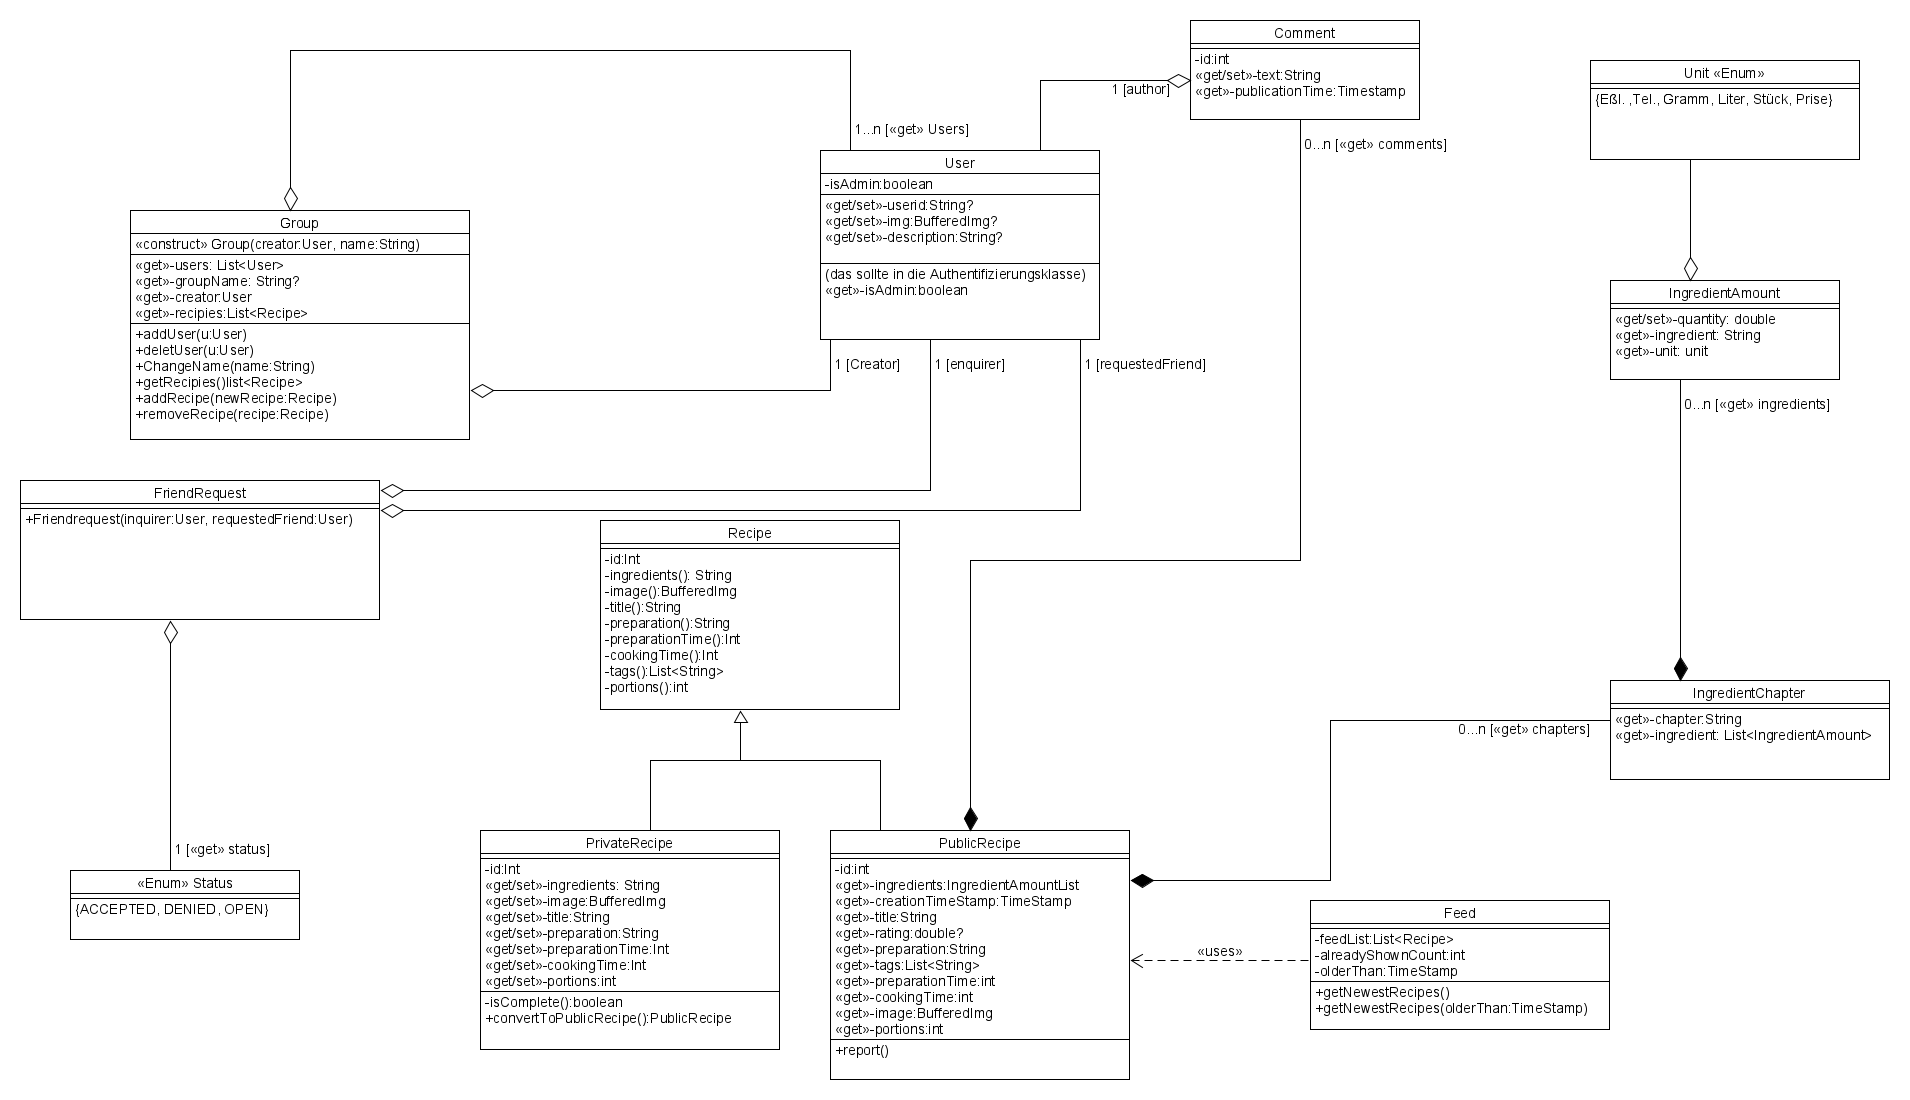 Comment
-id:int
«get/set»-text:String
«get»-publicationTime:Timestamp
1 [author]
0...n [«get» comments]
Unit «Enum»
{Eßl. ,Tel., Gramm, Liter, Stück, Prise}
1...n [«get» Users]
User
-isAdmin:boolean
«get/set»-userid:String?
«get/set»-img:BufferedImg?
«get/set»-description:String?
(das sollte in die Authentifizierungsklasse)
«get»-isAdmin:boolean
Group
«construct» Group(creator:User, name:String)
«get»-users: List<User>
«get»-groupName: String?
«get»-creator:User
«get»-recipies:List<Recipe>
+addUser(u:User)
+deletUser(u:User)
+ChangeName(name:String)
+getRecipies()list<Recipe>
+addRecipe(newRecipe:Recipe)
+removeRecipe(recipe:Recipe)
1 [Creator]
1 [enquirer]
1 [requestedFriend]
IngredientAmount
«get/set»-quantity: double
«get»-ingredient: String
«get»-unit: unit
0...n [«get» ingredients]
FriendRequest
+Friendrequest(inquirer:User, requestedFriend:User)
Recipe
-id:Int
-ingredients(): String
-image():BufferedImg
-title():String
-preparation():String
-preparationTime():Int
-cookingTime():Int
-tags():List<String>
-portions():int
IngredientChapter
«get»-chapter:String
«get»-ingredient: List<IngredientAmount>
0...n [«get» chapters]
1 [«get» status]
«Enum» Status
{ACCEPTED, DENIED, OPEN}
PrivateRecipe
-id:Int
«get/set»-ingredients: String
«get/set»-image:BufferedImg
«get/set»-title:String
«get/set»-preparation:String
«get/set»-preparationTime:Int
«get/set»-cookingTime:Int
«get/set»-portions:int
-isComplete():boolean
+convertToPublicRecipe():PublicRecipe
PublicRecipe
-id:int
«get»-ingredients:IngredientAmountList
«get»-creationTimeStamp:TimeStamp
«get»-title:String
«get»-rating:double?
«get»-preparation:String
«get»-tags:List<String>
«get»-preparationTime:int
«get»-cookingTime:int
«get»-image:BufferedImg
«get»-portions:int
+report()
«uses»
Feed
-feedList:List<Recipe>
-alreadyShownCount:int
-olderThan:TimeStamp
+getNewestRecipes()
+getNewestRecipes(olderThan:TimeStamp)